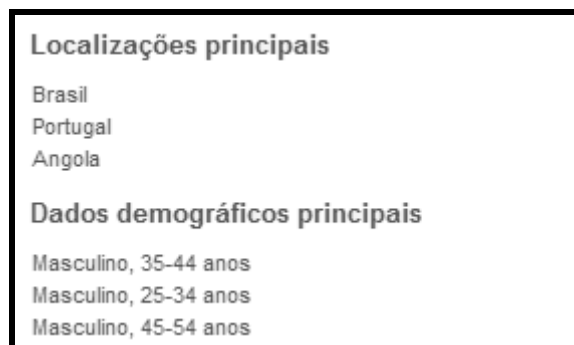 Localizações principais
Brasil
Portugal
Angola
Dados demográficos principais
Masculino, 35-44 anos
Masculino, 25-34 anos
Masculino, 45-54 anos